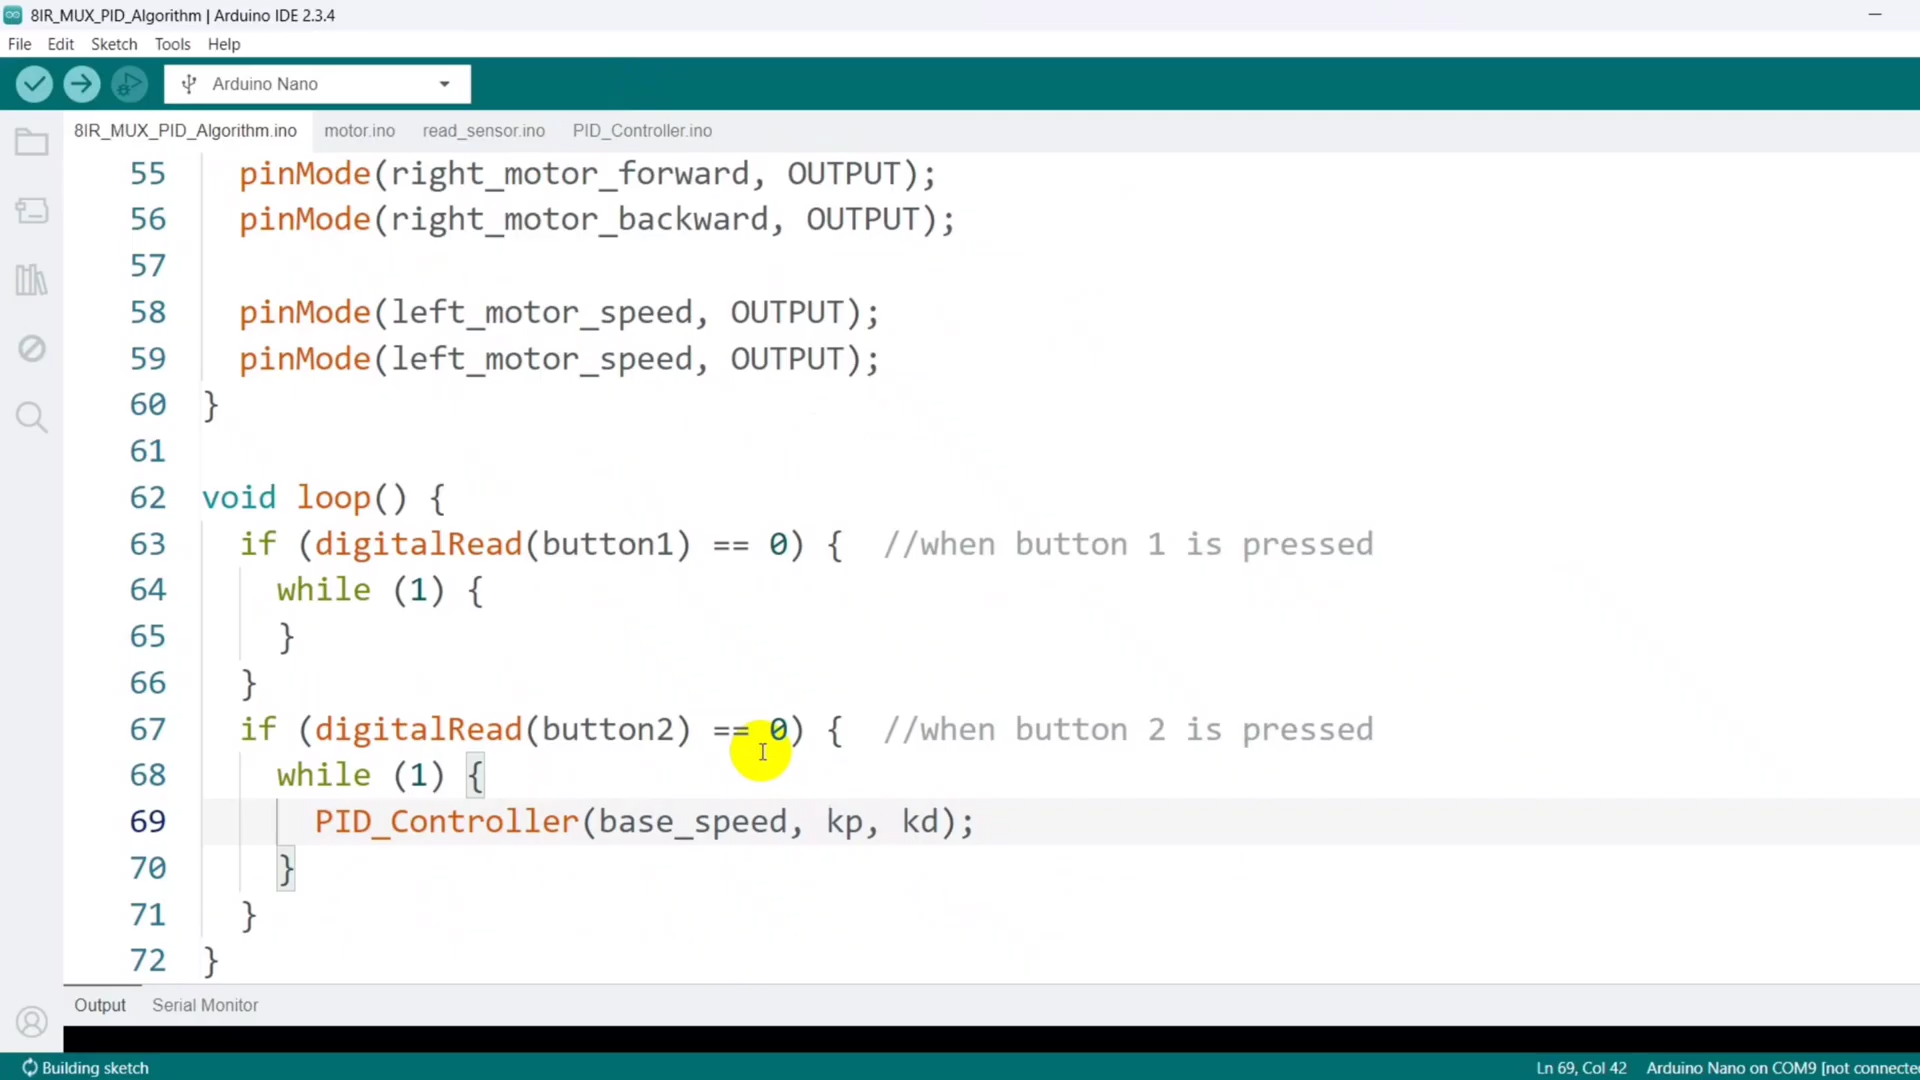 8IR_MUX_PID_Algorithm | Arduino IDE 2.3.4
File Edit Sketch Tools Help
Arduino Nano
8IR_MUX_PID_Algorithm.ino motor.ino read_sensor.ino PID_Controller.ino
55 pinMode(right_motor_forward, OUTPUT);
56 pinMode(right_motor_backward, OUTPUT);
57
58 pinMode(left_motor_speed, OUTPUT);
59 pinMode(left_motor_speed, OUTPUT);
60 }
61
62 void loop() {
63 if (digitalRead(button1) == 0) { //when button 1 is pressed
64 while (1) {
65 }
66 }
67 if (digitalRead(button2) == 0) { //when button 2 is pressed
68 while (1) {
69 PID_Controller(base_speed, kp, kd);
70 }
71 }
72 }
Output Serial Monitor
Building sketch Ln 69, Col 42 Arduino Nano on COM9 [not connected